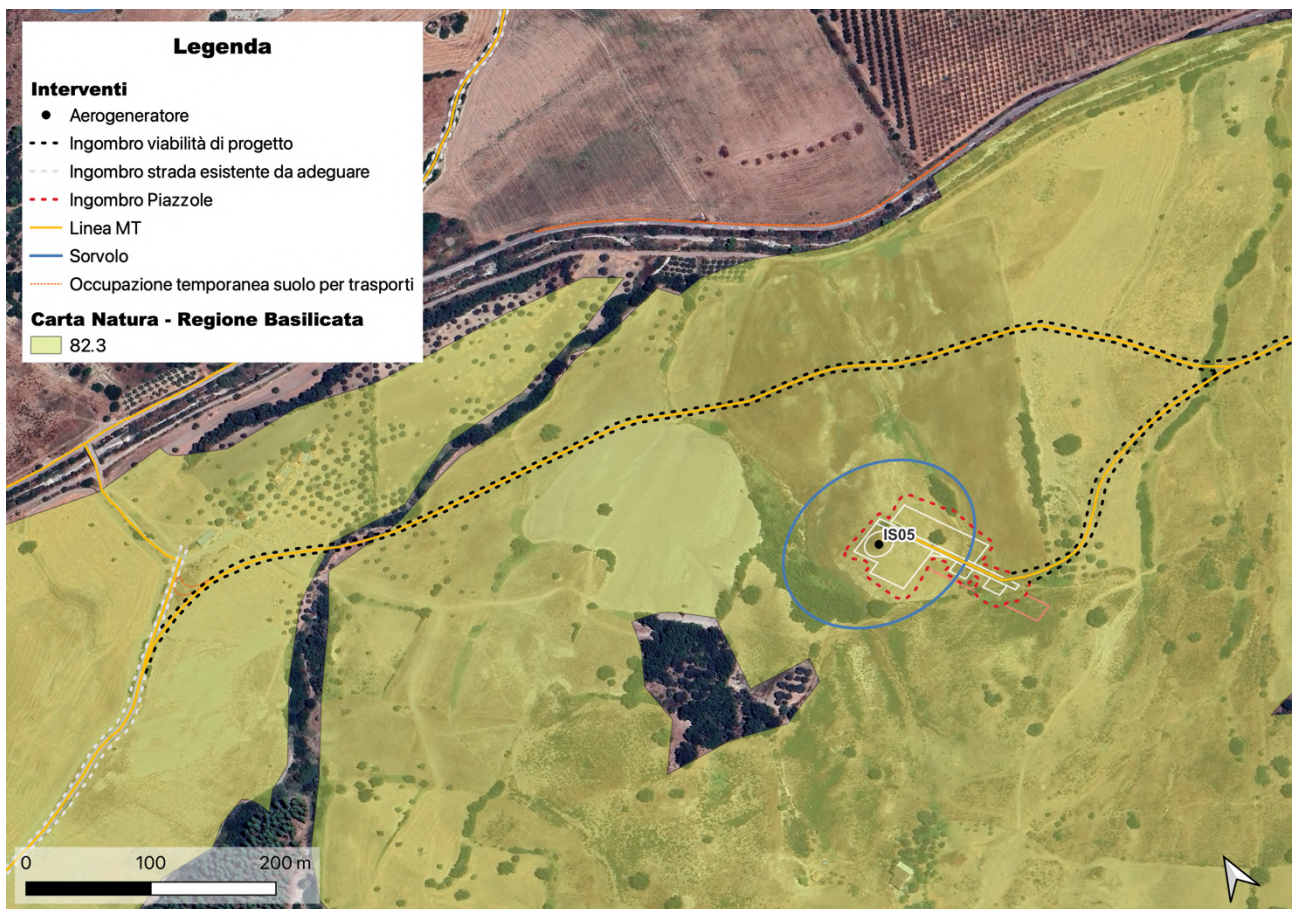 Legenda
Interventi
Aerogeneratore
Ingombro viabilità di progetto
Ingombro strada esistente da adeguare
Ingombro Piazzole
Linea MT
Sorvolo
Occupazione temporanea suolo per trasporti
Carta Natura - Regione Basilicata
82.3
IS05
0 100 200 m